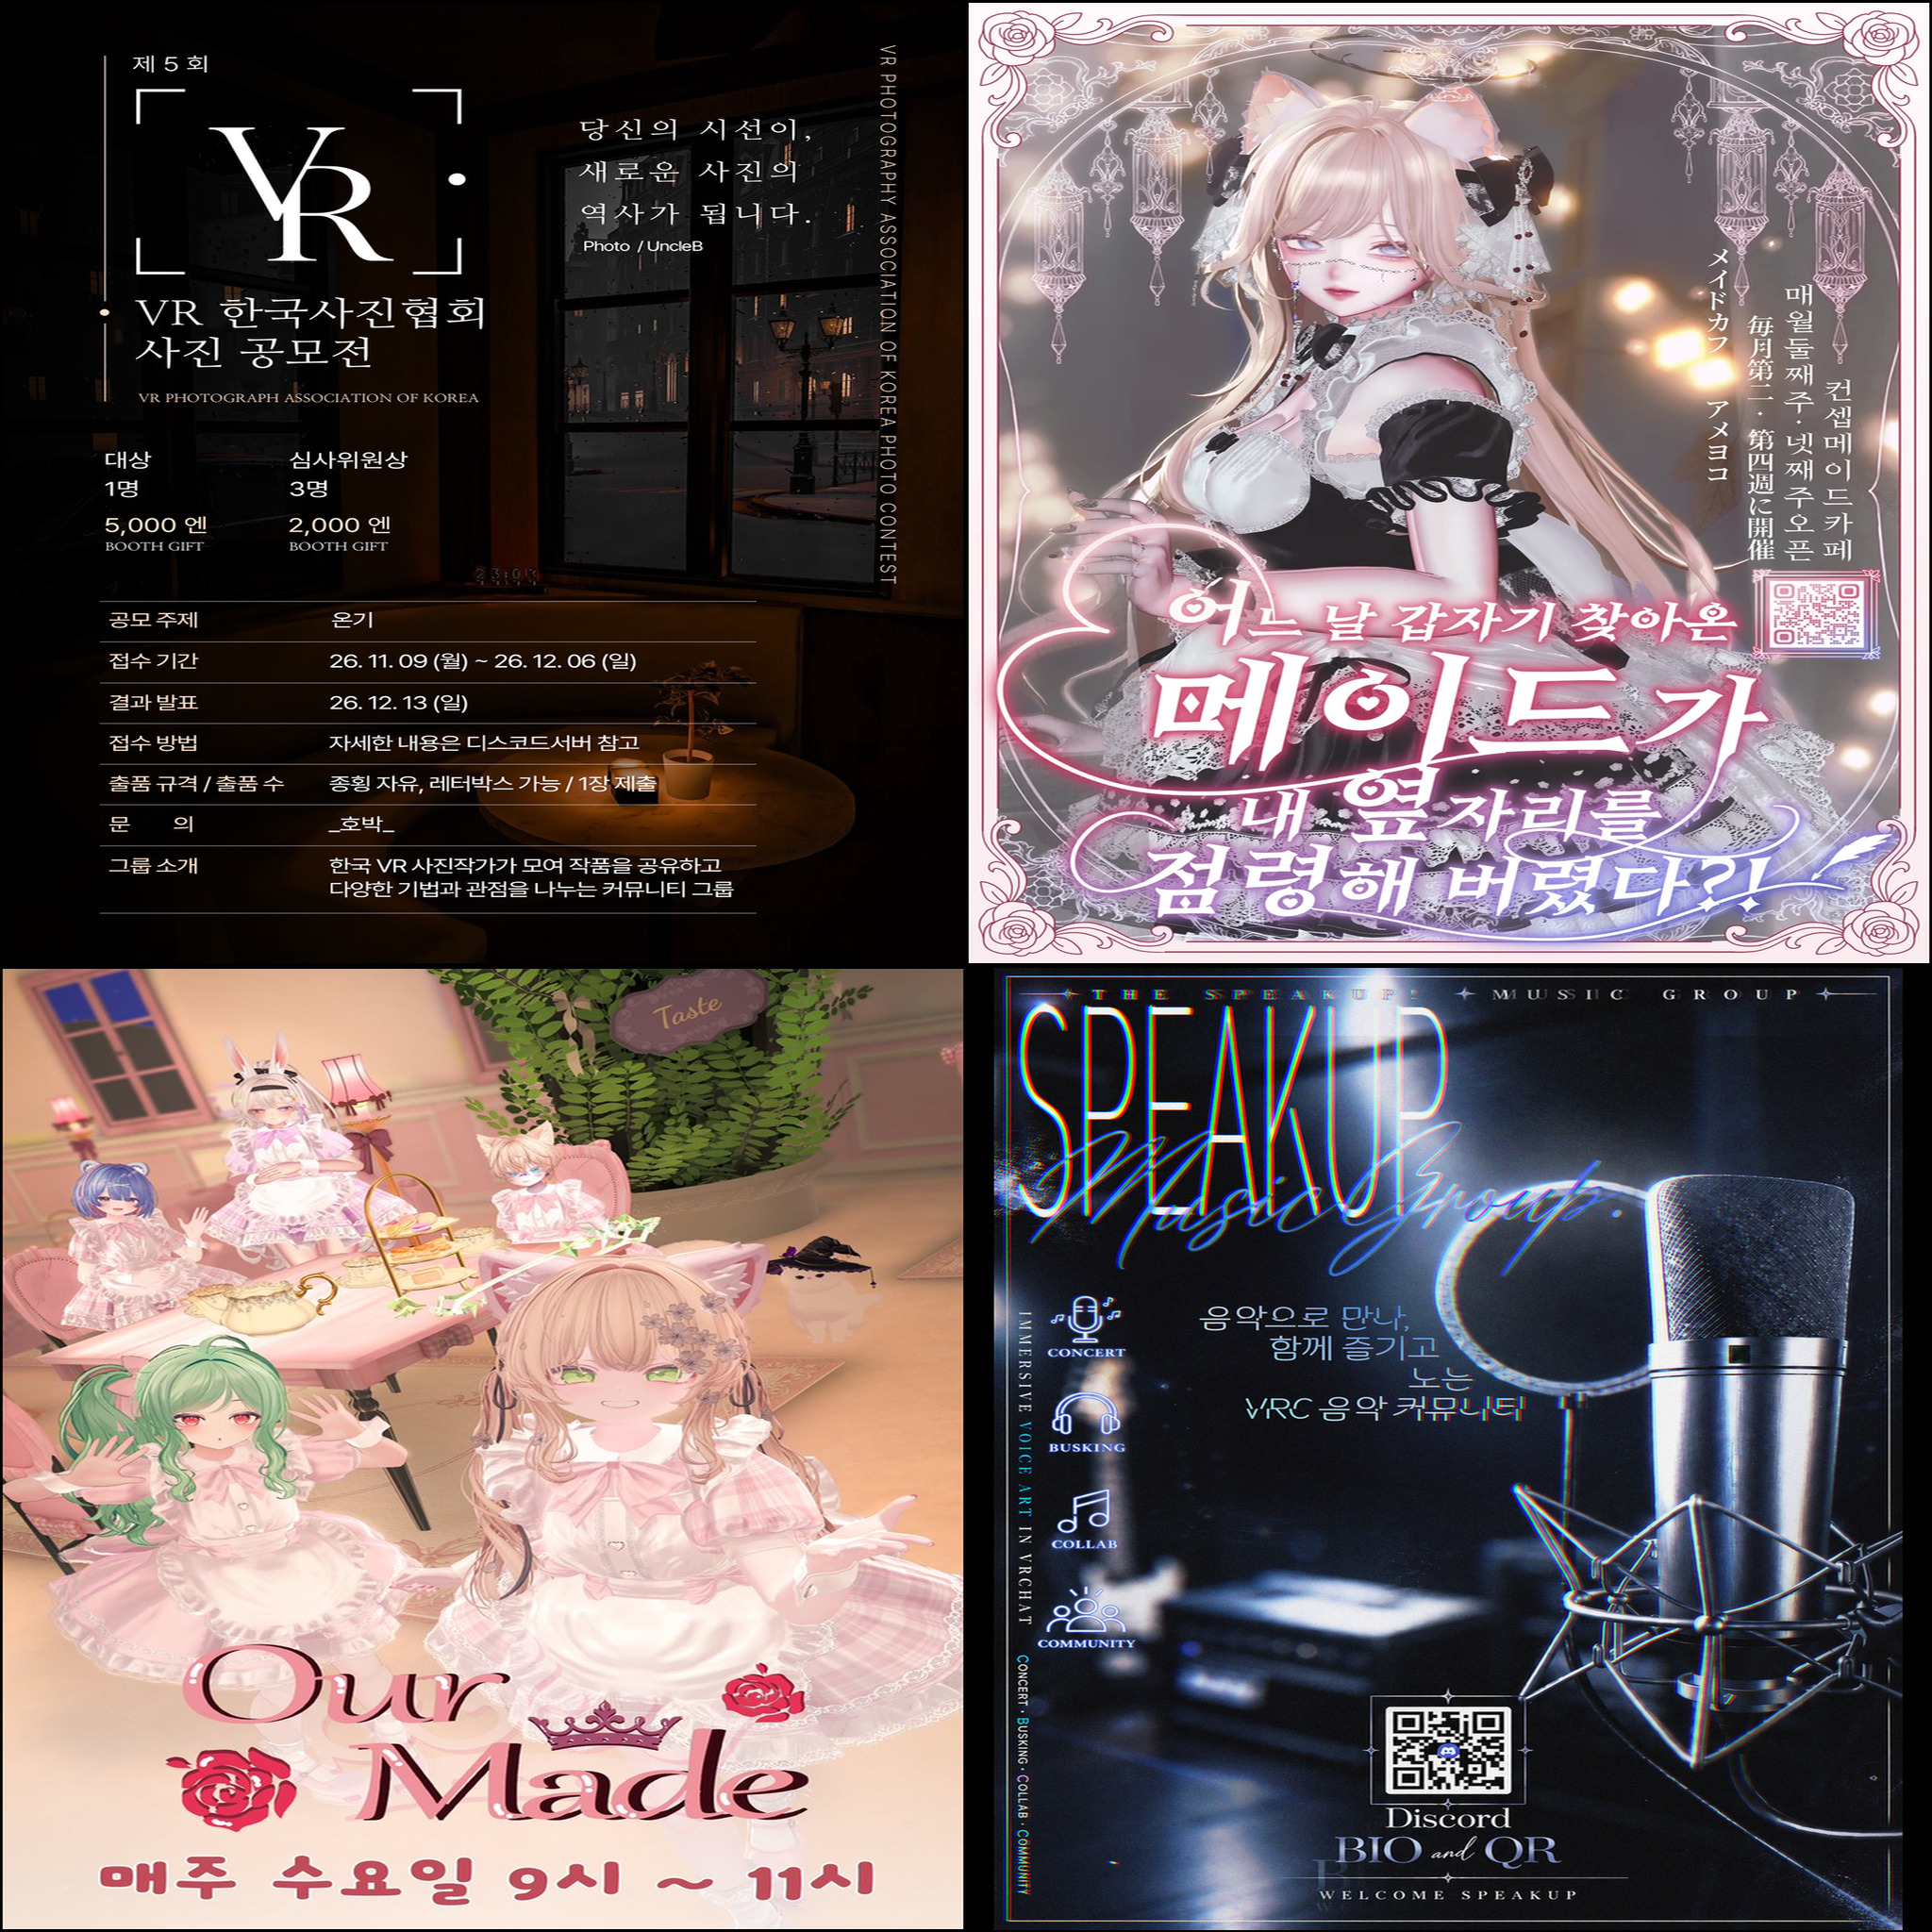 제 5 회
VR
VR 한국사진협회
사진 공모전
VR PHOTOGRAPH ASSOCIATION OF KOREA
당신의 시선이,
새로운 사진의
역사가 됩니다.
Photo / UncleB
VR PHOTOGRAPHY ASSOCIATION OF KOREA PHOTO CONTEST
대상
1명
5,000 엔
BOOTH GIFT
심사위원상
3명
2,000 엔
BOOTH GIFT
23:03
공모 주제 온기
접수 기간 26. 11. 09 (월) ~ 26. 12. 06 (일)
결과 발표 26. 12. 13 (일)
접수 방법 자세한 내용은 디스코드서버 참고
출품 규격 / 출품 수 종횡 자유, 레터박스 가능 / 1장 제출
문 의 _호박_
그룹 소개 한국 VR 사진작가가 모여 작품을 공유하고
다양한 기법과 관점을 나누는 커뮤니티 그룹
컨셉메이드카페
매월둘째주·넷째주오픈
毎月第二·第四週に開催
メイドカフェ アメヨコ
어느 날 갑자기 찾아온
메이드가
내 옆자리를
점령해 버렸다?!
Taste
Our
Made
매주 수요일 9시 ~ 11시
THE SPEAKUP! MUSIC GROUP
SPEAKUP
Music Group.
음악으로 만나,
함께 즐기고
노는
VRC 음악 커뮤니티
CONCERT
BUSKING
COLLAB
COMMUNITY
IMMERSIVE VOICE ART IN VRCHAT
CONCERT · BUSKING · COLLAB · COMMUNITY
Discord
BIO and QR
WELCOME SPEAKUP